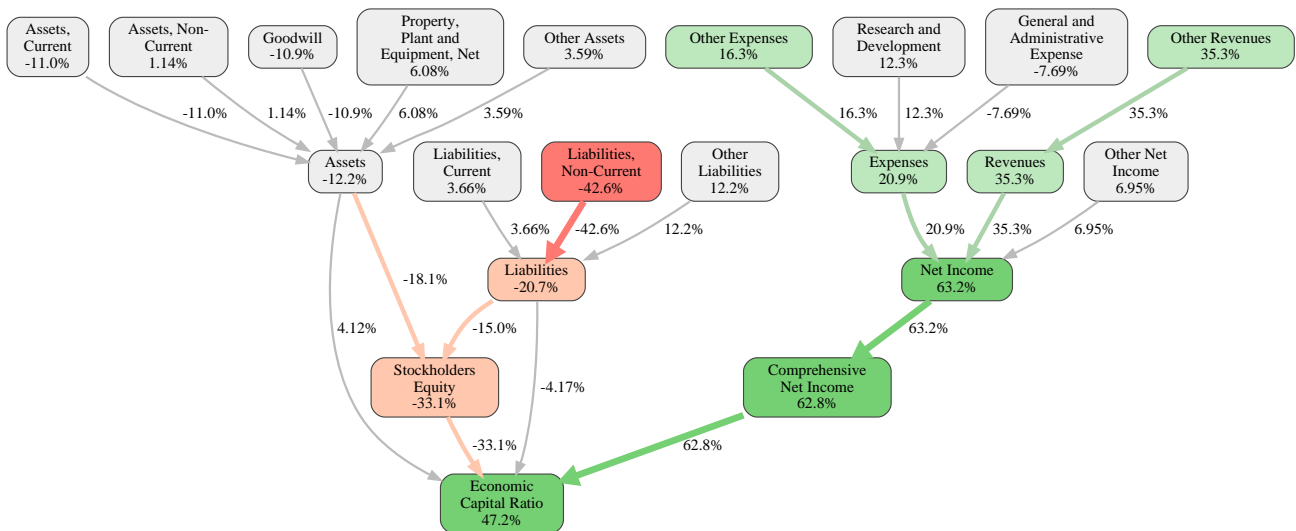 Assets,
Current
-11.0%
Assets, Non-
Current
1.14%
Goodwill
-10.9%
Property,
Plant and
Equipment, Net
6.08%
Other Assets
3.59%
Other Expenses
16.3%
Research and
Development
12.3%
General and
Administrative
Expense
-7.69%
Other Revenues
35.3%
-11.0%
1.14%
-10.9%
6.08%
3.59%
16.3%
12.3%
-7.69%
35.3%
Assets
-12.2%
Liabilities,
Current
3.66%
Liabilities,
Non-Current
-42.6%
Other
Liabilities
12.2%
Expenses
20.9%
Revenues
35.3%
Other Net
Income
6.95%
3.66%
-42.6%
12.2%
20.9%
35.3%
6.95%
Liabilities
-20.7%
Net Income
63.2%
-18.1%
4.12%
-15.0%
63.2%
Stockholders
Equity
-33.1%
-4.17%
Comprehensive
Net Income
62.8%
-33.1%
62.8%
Economic
Capital Ratio
47.2%